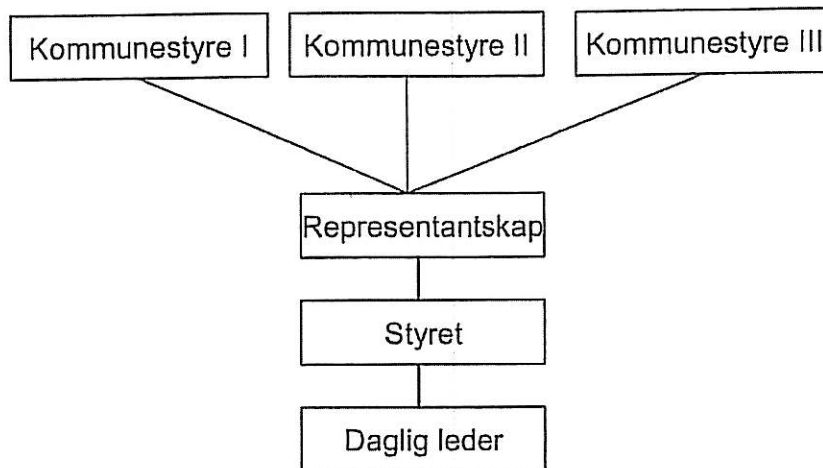 Kommunestyre I
Kommunestyre II
Kommunestyre III
Representantskap
Styret
Daglig leder